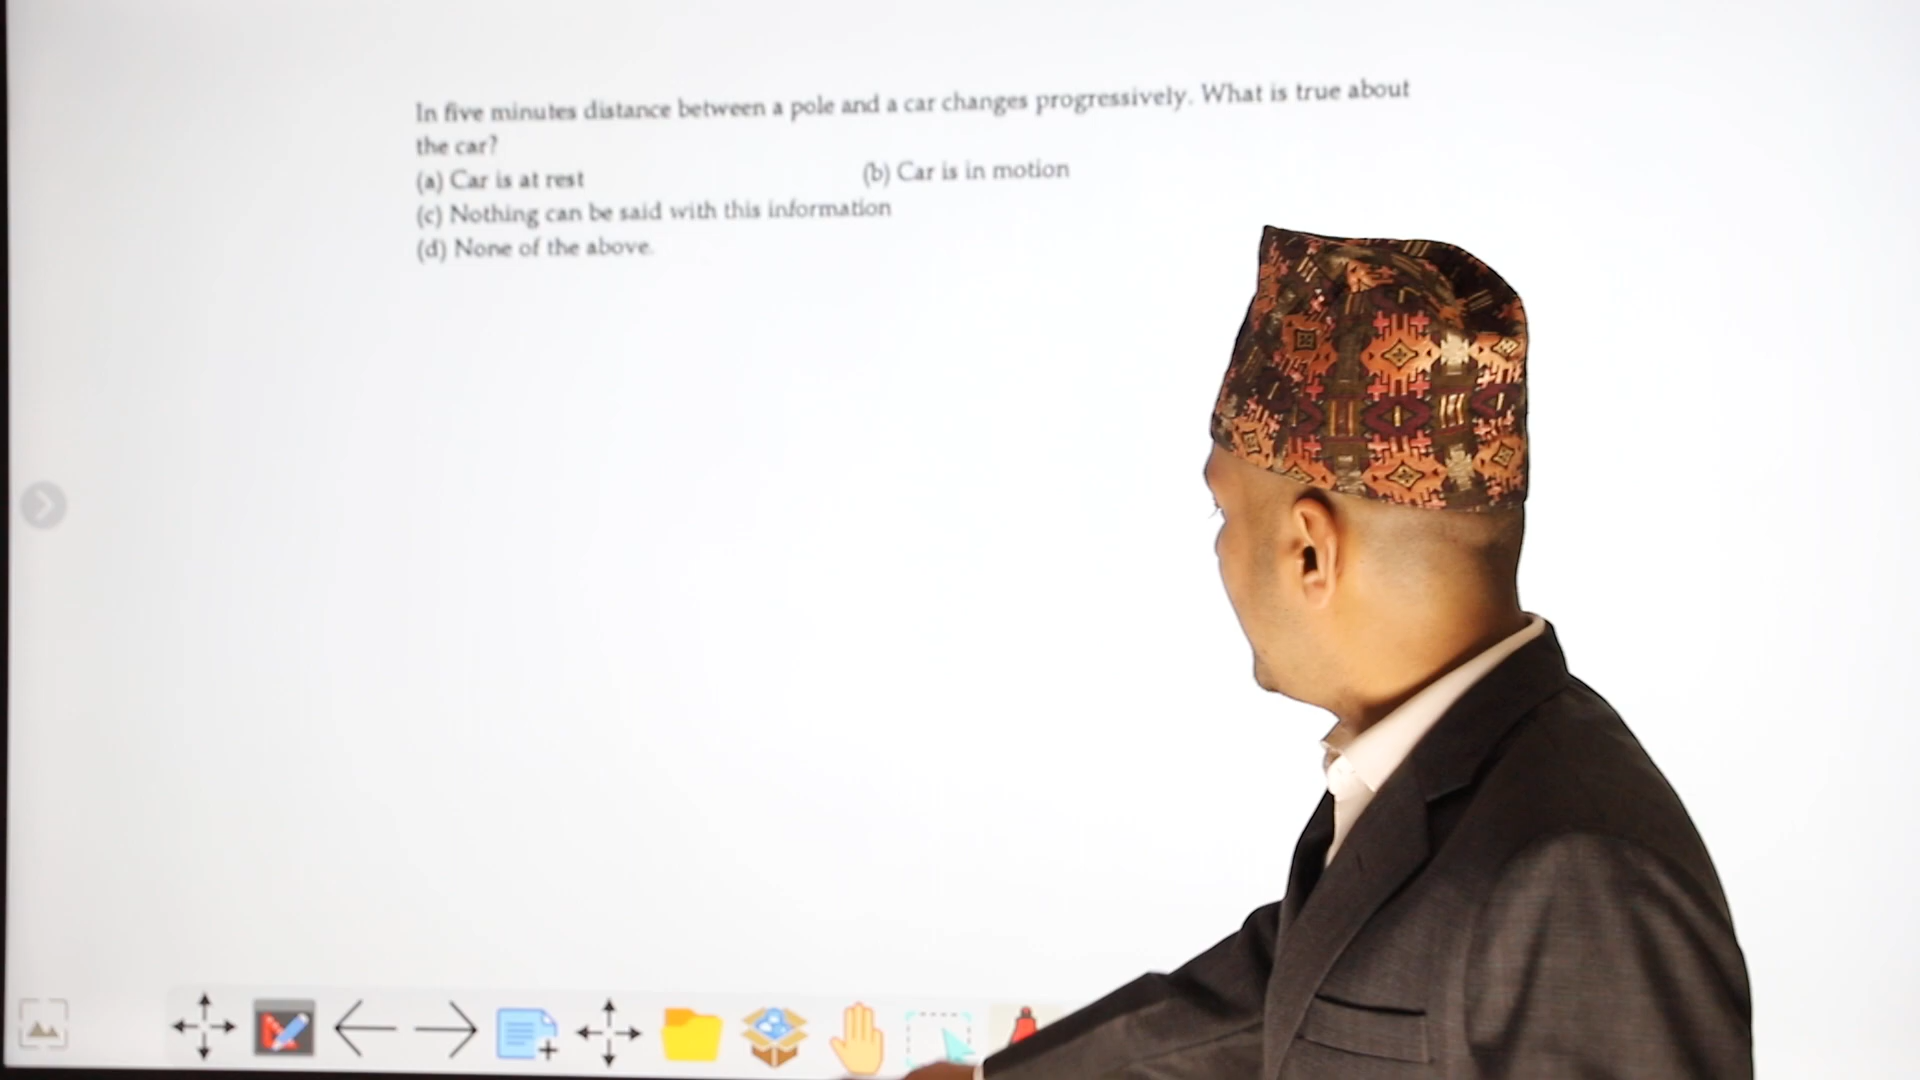 In five minutes distance between a pole and a car changes progressively. What is true about
the car?
(a) Car is at rest (b) Car is in motion
(c) Nothing can be said with this information
(d) None of the above.